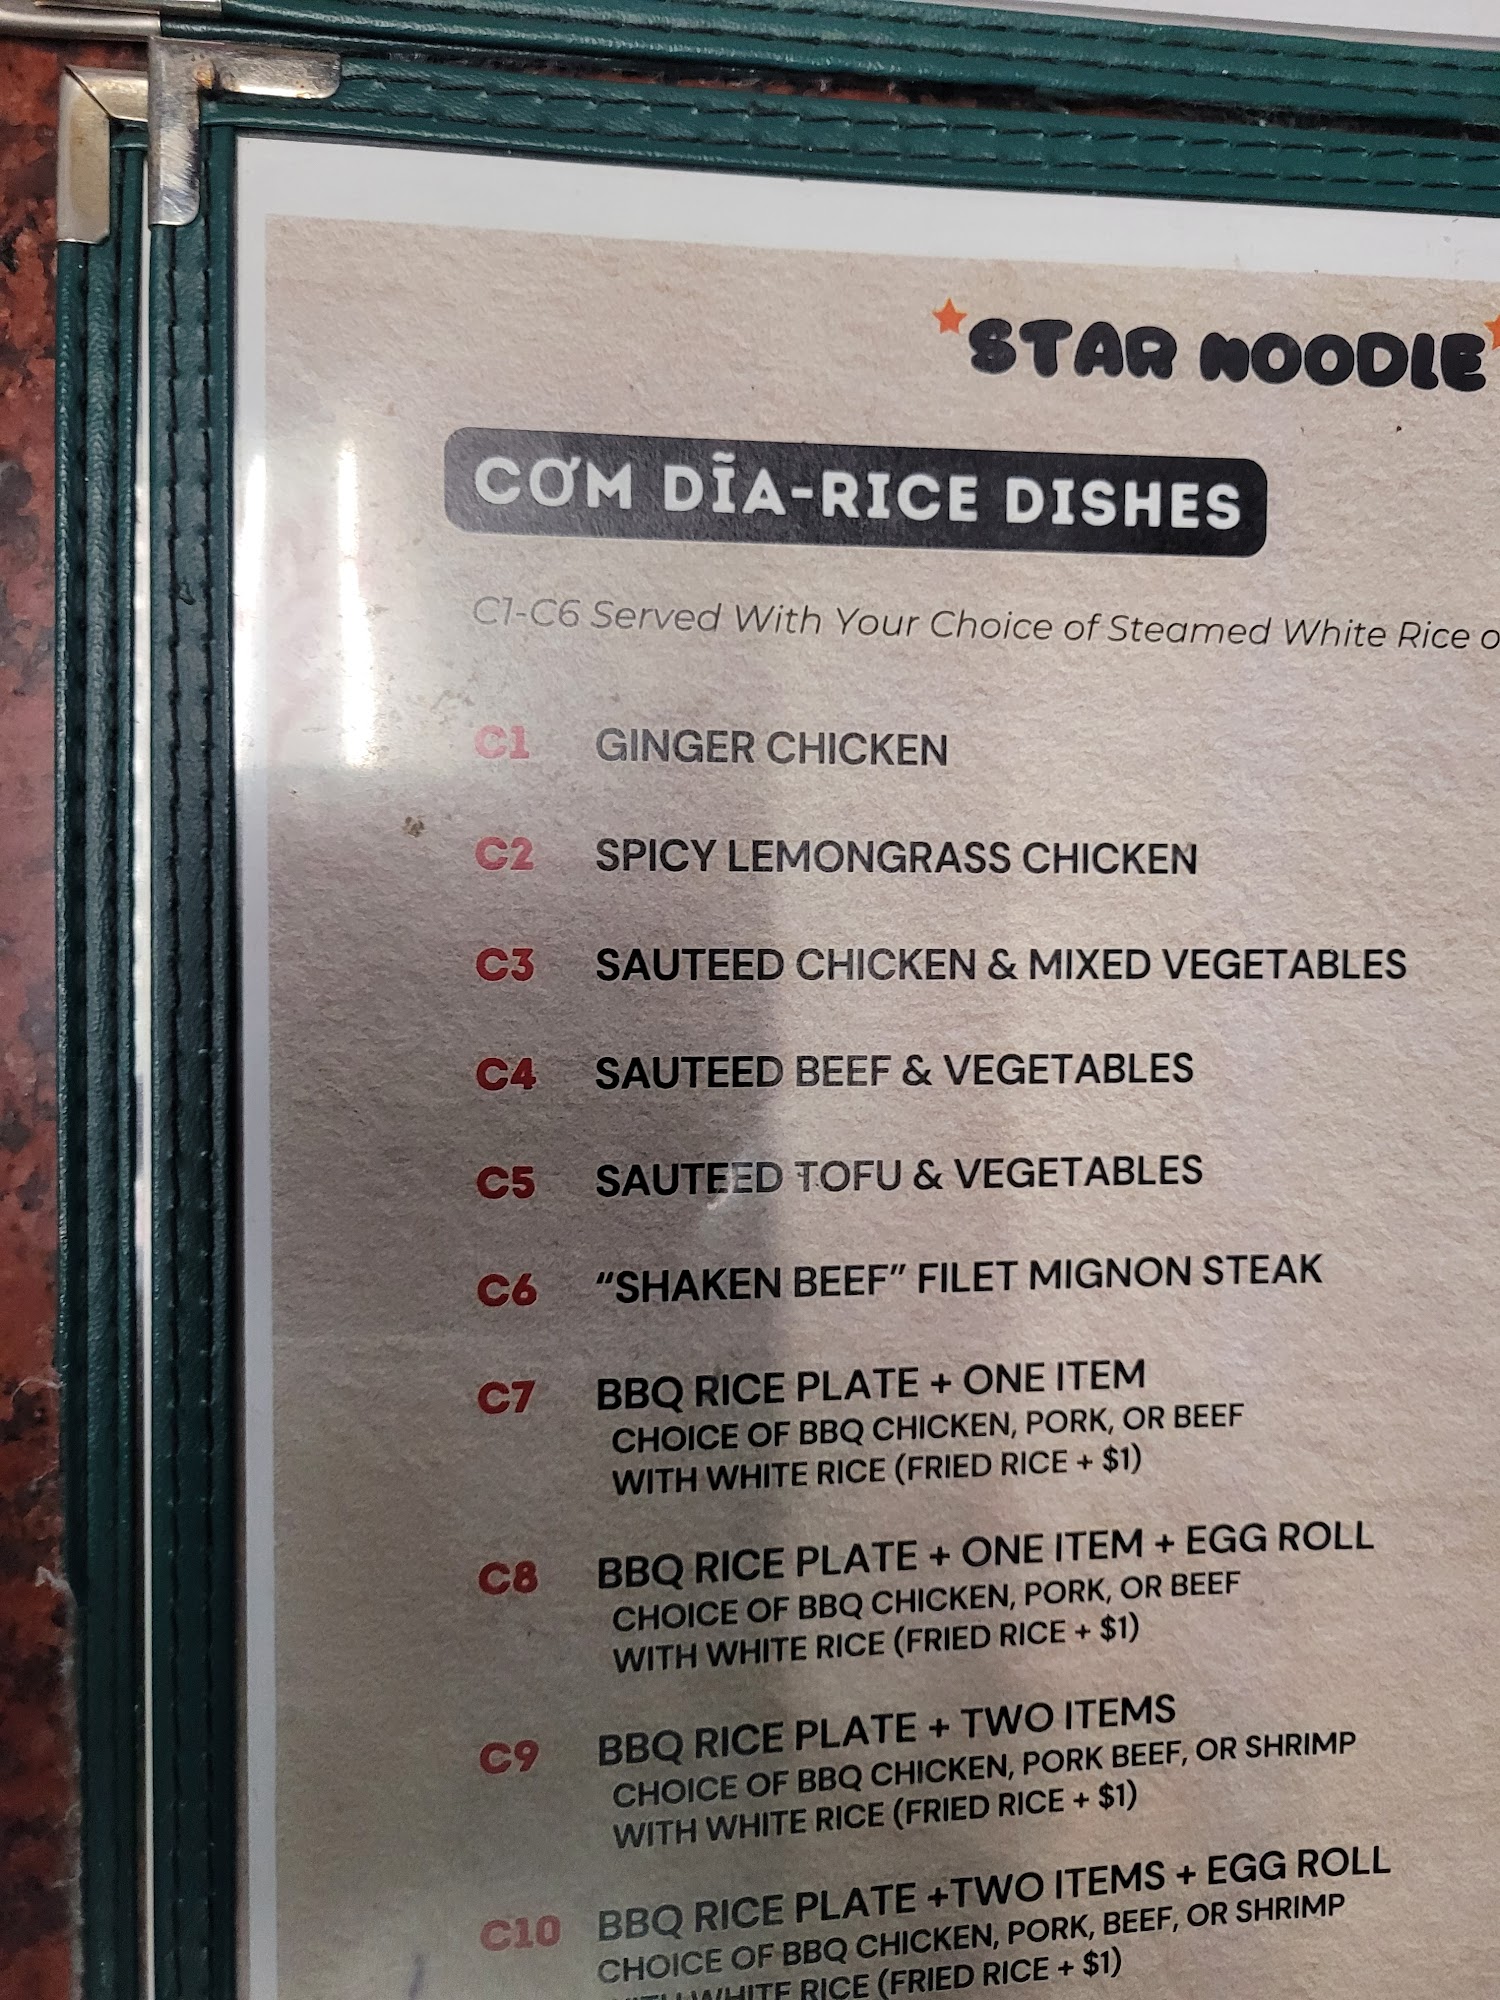 STAR NOODLE
CƠM DĨA-RICE DISHES
C1-C6 Served With Your Choice of Steamed White Rice
C1 GINGER CHICKEN
C2 SPICY LEMONGRASS CHICKEN
C3 SAUTEED CHICKEN & MIXED VEGETABLES
C4 SAUTEED BEEF & VEGETABLES
C5 SAUTEED TOFU & VEGETABLES
C6 “SHAKEN BEEF” FILET MIGNON STEAK
C7 BBQ RICE PLATE + ONE ITEM
CHOICE OF BBQ CHICKEN, PORK, OR BEEF
WITH WHITE RICE (FRIED RICE + $1)
C8 BBQ RICE PLATE + ONE ITEM + EGG ROLL
CHOICE OF BBQ CHICKEN, PORK, OR BEEF
WITH WHITE RICE (FRIED RICE + $1)
C9 BBQ RICE PLATE + TWO ITEMS
CHOICE OF BBQ CHICKEN, PORK BEEF, OR SHRIMP
WITH WHITE RICE (FRIED RICE + $1)
C10 BBQ RICE PLATE +TWO ITEMS + EGG ROLL
CHOICE OF BBQ CHICKEN, PORK, BEEF, OR SHRIMP
WITH WHITE RICE (FRIED RICE + $1)